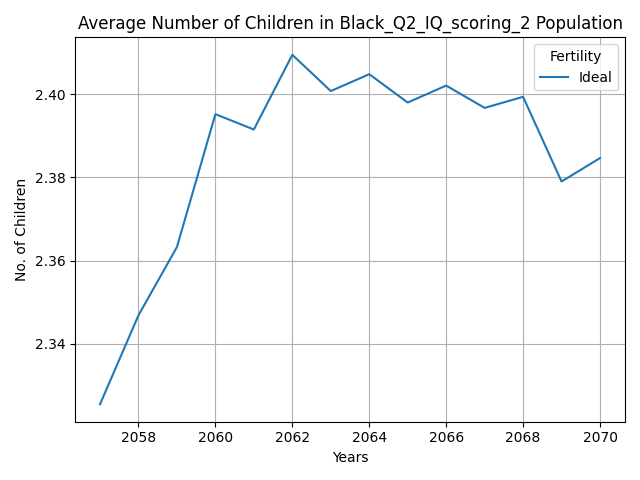 Average Number of Children in Black_Q2_IQ_scoring_2 Population
Fertility
Ideal
2.40
2.38
2.36
2.34
No. of Children
2058 2060 2062 2064 2066 2068 2070
Years